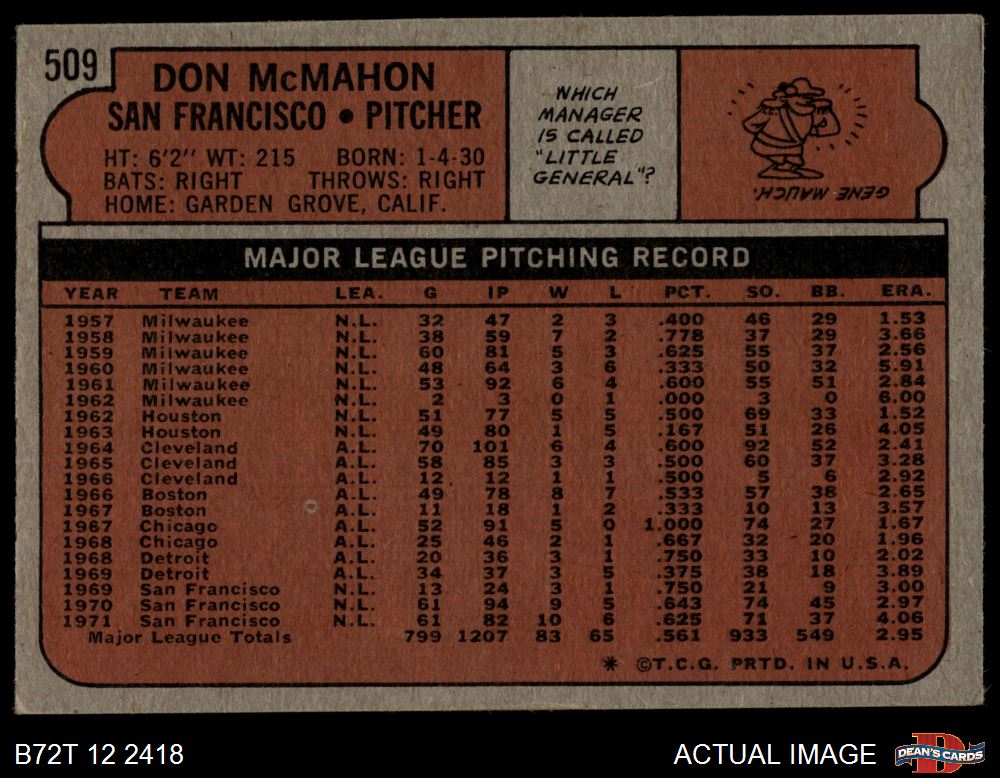 509
DON McMAHON
SAN FRANCISCO • PITCHER
HT: 6'2" WT: 215 BORN: 1-4-30
BATS: RIGHT THROWS: RIGHT
HOME: GARDEN GROVE, CALIF.
WHICH
MANAGER
IS CALLED
"LITTLE
GENERAL"?
GENE MAUCH.
MAJOR LEAGUE PITCHING RECORD
YEAR TEAM LEA. G IP W L PCT. SO. BB. ERA.
1957 Milwaukee N.L. 32 47 2 3 .400 46 29 1.53
1958 Milwaukee N.L. 38 59 7 2 .778 37 29 3.66
1959 Milwaukee N.L. 60 81 5 3 .625 55 37 2.56
1960 Milwaukee N.L. 48 64 3 6 .333 50 32 5.91
1961 Milwaukee N.L. 53 92 6 4 .600 55 51 2.84
1962 Milwaukee N.L. 2 3 0 1 .000 3 0 6.00
1962 Houston N.L. 51 77 5 5 .500 69 33 1.52
1963 Houston N.L. 49 80 1 5 .167 51 26 4.05
1964 Cleveland A.L. 70 101 6 4 .600 92 52 2.41
1965 Cleveland A.L. 58 85 3 3 .500 60 37 3.28
1966 Cleveland A.L. 12 12 1 1 .500 5 6 2.92
1966 Boston A.L. 49 78 8 7 .533 57 38 2.65
1967 Boston A.L. 11 18 1 2 .333 10 13 3.57
1967 Chicago A.L. 52 91 5 0 1.000 74 27 1.67
1968 Chicago A.L. 25 46 2 1 .667 32 20 1.96
1968 Detroit A.L. 20 36 3 1 .750 33 10 2.02
1969 Detroit A.L. 34 37 3 5 .375 38 18 3.89
1969 San Francisco N.L. 13 24 3 1 .750 21 9 3.00
1970 San Francisco N.L. 61 94 9 5 .643 74 45 2.97
1971 San Francisco N.L. 61 82 10 6 .625 71 37 4.06
Major League Totals 799 1207 83 65 .561 933 549 2.95
* ©T.C.G. PRTD. IN U.S.A.
B72T 12 2418
ACTUAL IMAGE
DEAN'S CARDS